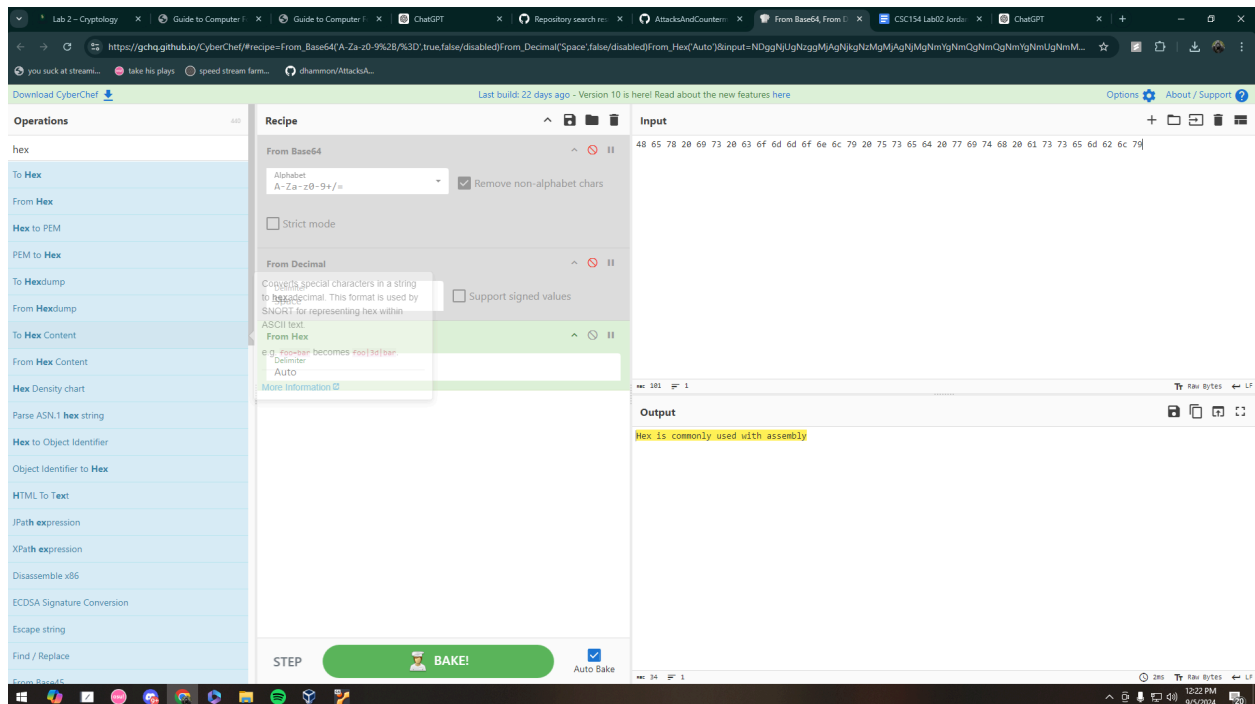 Lab 2 – Cryptology
Guide to Computer F
Guide to Computer F
ChatGPT
Repository search res
AttacksAndCounterm
From Base64, From D
CSC154 Lab02 Jordan
ChatGPT
https://gchq.github.io/CyberChef/#recipe=From_Base64('A-Za-z0-9%2B/%3D',true,false/disabled)From_Decimal('Space',false/disabled)From_Hex('Auto')&input=NDggNjUgNzggMjAgNjkgNzMgMjAgNjMgNmYgNmQgNmQgNmYgNmUgNmM...
you suck at streami...
watch his plays
speed stream farm...
dhammon/AttacksA...
Download CyberChef
Last build: 22 days ago - Version 10 is here! Read about the new features here
Options
About / Support
Operations
440
Recipe
Input
hex
To Hex
From Hex
Hex to PEM
PEM to Hex
To Hexdump
From Hexdump
To Hex Content
From Hex Content
Hex Density chart
Parse ASN.1 hex string
Hex to Object Identifier
Object Identifier to Hex
HTML To Text
JPath expression
XPath expression
Disassemble x86
ECDSA Signature Conversion
Escape string
Find / Replace
From Base45
From Base64
Alphabet
A-Za-z0-9+/=
Remove non-alphabet chars
Strict mode
From Decimal
Delimiter
Space
Support signed values
Converts special characters in a string
to hexadecimal. This format is used by
SNORT for representing hex within
ASCII text.
e.g. foo=bar becomes foo|3d|bar
More Information
From Hex
Delimiter
Auto
STEP
BAKE!
Auto Bake
48 65 78 20 69 73 20 63 6f 6d 6d 6f 6e 6c 79 20 75 73 65 64 20 77 69 74 68 20 61 73 73 65 6d 62 6c 79
101
1
Raw Bytes
LF
Output
Hex is commonly used with assembly
34
1
2ms
Raw Bytes
LF
12:22 PM
9/5/2024
20